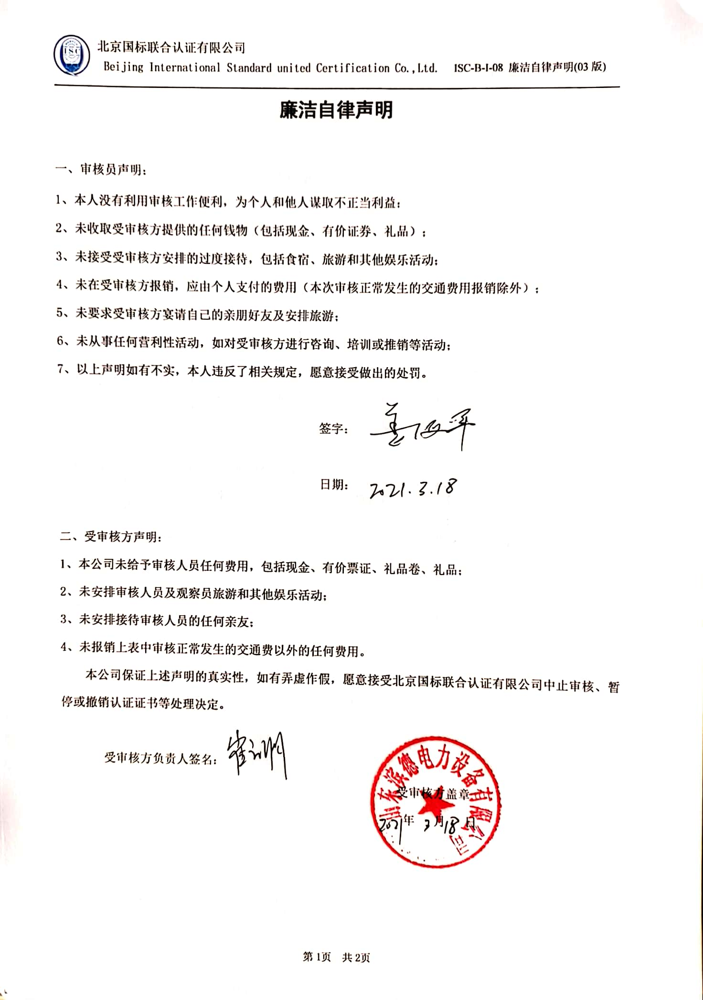 ISC
北京国标联合认证有限公司
Beijing International Standard united Certification Co.,Ltd. ISC-B-I-08 廉洁自律声明(03 版)
廉洁自律声明
一、审核员声明：
1、本人没有利用审核工作便利，为个人和他人谋取不正当利益；
2、未收取受审核方提供的任何钱物（包括现金、有价证券、礼品）；
3、未接受受审核方安排的过度接待，包括食宿、旅游和其他娱乐活动；
4、未在受审核方报销，应由个人支付的费用（本次审核正常发生的交通费用报销除外）；
5、未要求受审核方宴请自己的亲朋好友及安排旅游；
6、未从事任何营利性活动，如对受审核方进行咨询、培训或推销等活动；
7、以上声明如有不实，本人违反了相关规定，愿意接受做出的处罚。
签字：
日期： 2021.3.18
二、受审核方声明：
1、本公司未给予审核人员任何费用，包括现金、有价票证、礼品卷、礼品；
2、未安排审核人员及观察员旅游和其他娱乐活动；
3、未安排接待审核人员的任何亲友；
4、未报销上表中审核正常发生的交通费以外的任何费用。
本公司保证上述声明的真实性，如有弄虚作假，愿意接受北京国标联合认证有限公司中止审核、暂
停或撤销认证证书等处理决定。
受审核方负责人签名：
山东滨德电力设备有限公司
受审核方盖章
2021年 3月18日
第 1页 共 2页